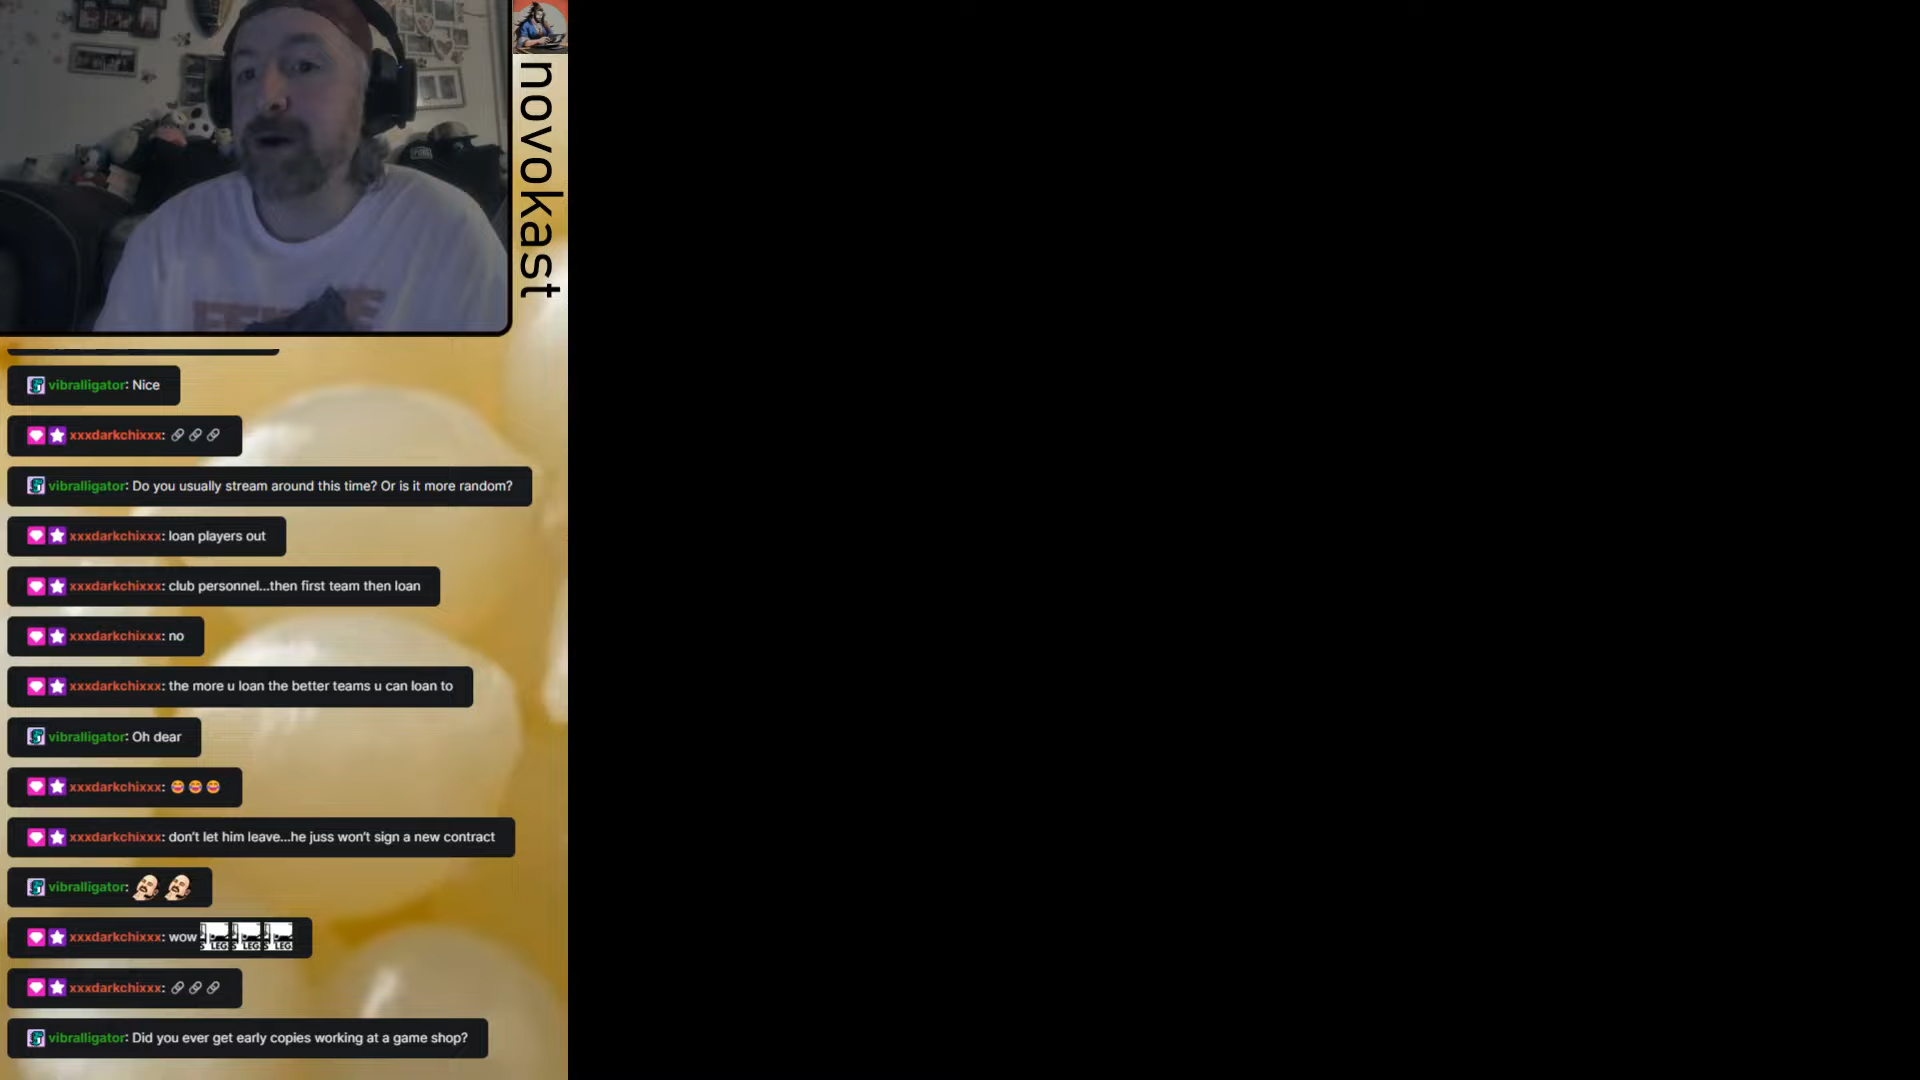 novokast
vibralligator: Nice
xxxdarkchixxx: 🔗🔗🔗
vibralligator: Do you usually stream around this time? Or is it more random?
xxxdarkchixxx: loan players out
xxxdarkchixxx: club personnel...then first team then loan
xxxdarkchixxx: no
xxxdarkchixxx: the more u loan the better teams u can loan to
vibralligator: Oh dear
xxxdarkchixxx: 😂😂😂
xxxdarkchixxx: don't let him leave...he juss won't sign a new contract
vibralligator:
xxxdarkchixxx: wow S LEG S LEG S LEG
xxxdarkchixxx: 🔗🔗🔗
vibralligator: Did you ever get early copies working at a game shop?